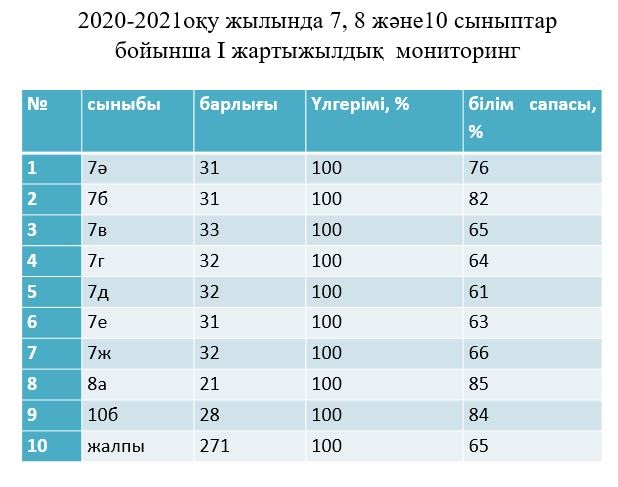 2020-2021оқу жылында 7, 8 және10 сыныптар
бойынша I жартыжылдық мониторинг
№ сыныбы барлығы Үлгерімі, % білім сапасы,
%
1 7ә 31 100 76
2 7б 31 100 82
3 7в 33 100 65
4 7г 32 100 64
5 7д 32 100 61
6 7е 31 100 63
7 7ж 32 100 66
8 8а 21 100 85
9 10б 28 100 84
10 жалпы 271 100 65